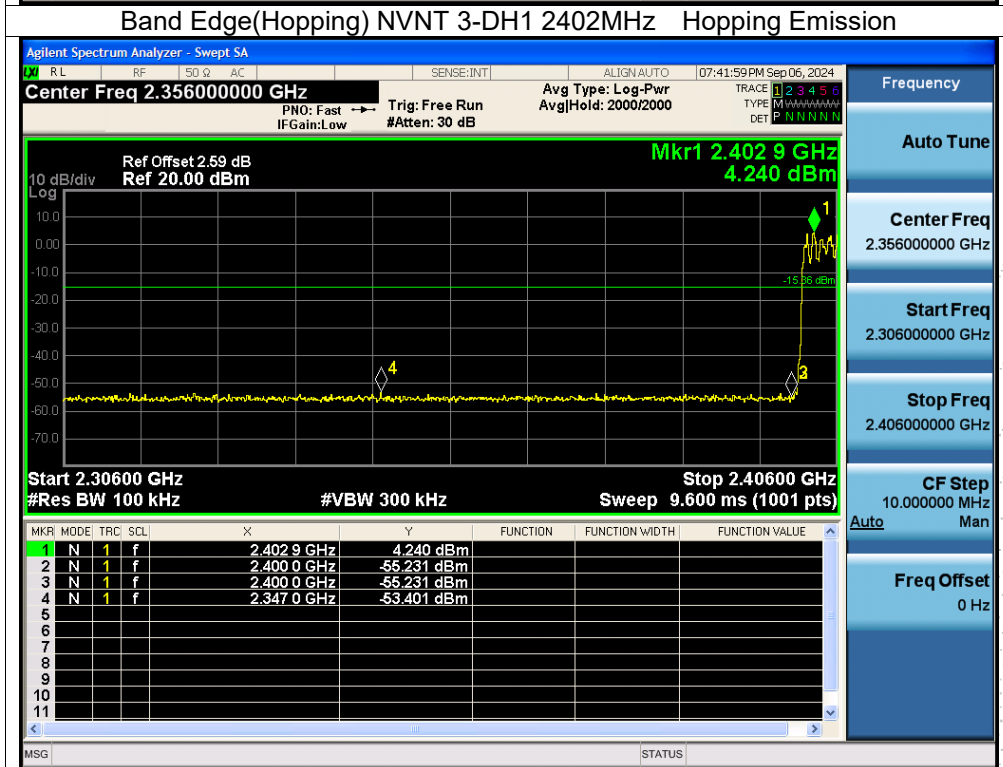 Band Edge(Hopping) NVNT 3-DH1 2402MHz Hopping Emission
Agilent Spectrum Analyzer - Swept SA
LXI RL RF 50 Ω AC SENSE:INT ALIGN AUTO 07:41:59 PM Sep 06, 2024
Center Freq 2.356000000 GHz
PNO: Fast
IFGain:Low
Trig: Free Run
#Atten: 30 dB
Avg Type: Log-Pwr
Avg|Hold: 2000/2000
TRACE 1 2 3 4 5 6
TYPE M WWWWW
DET P N N N N N
Mkr1 2.402 9 GHz
4.240 dBm
Ref Offset 2.59 dB
10 dB/div Ref 20.00 dBm
Log
10.0
0.00
-10.0
-20.0
-30.0
-40.0
-50.0
-60.0
-70.0
1
-15.36 dBm
4
3
Start 2.30600 GHz Stop 2.40600 GHz
#Res BW 100 kHz #VBW 300 kHz Sweep 9.600 ms (1001 pts)
MKR MODE TRC SCL X Y FUNCTION FUNCTION WIDTH FUNCTION VALUE
1 N 1 f 2.402 9 GHz 4.240 dBm
2 N 1 f 2.400 0 GHz -55.231 dBm
3 N 1 f 2.400 0 GHz -55.231 dBm
4 N 1 f 2.347 0 GHz -53.401 dBm
5
6
7
8
9
10
11
MSG STATUS
Frequency
Auto Tune
Center Freq
2.356000000 GHz
Start Freq
2.306000000 GHz
Stop Freq
2.406000000 GHz
CF Step
10.000000 MHz
Auto Man
Freq Offset
0 Hz